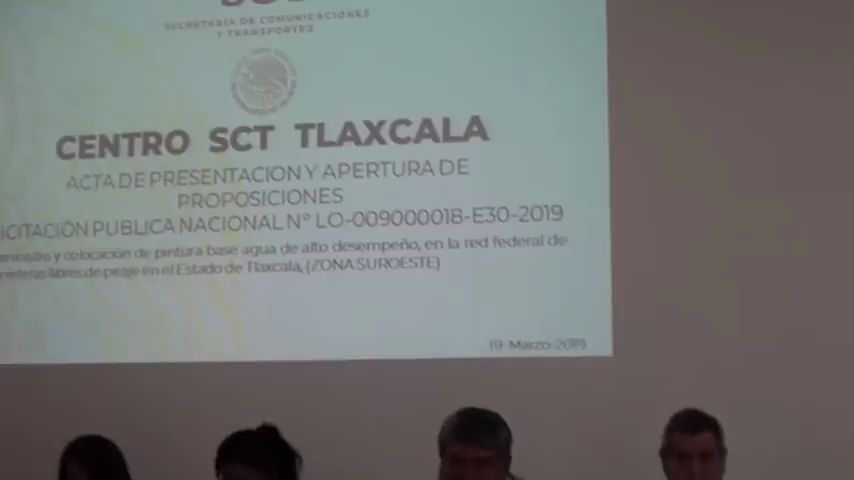 SECRETARÍA DE COMUNICACIONES
Y TRANSPORTES
CENTRO SCT TLAXCALA
ACTA DE PRESENTACION Y APERTURA DE
PROPOSICIONES
ICITACIÓN PUBLICA NACIONAL N° LO-009000018-E30-2019
y colocación de pintura base agua de alto desempeño, en la red federal de
libres de peaje en el Estado de Tlaxcala, (ZONA SUROESTE)
19-Marzo-2019